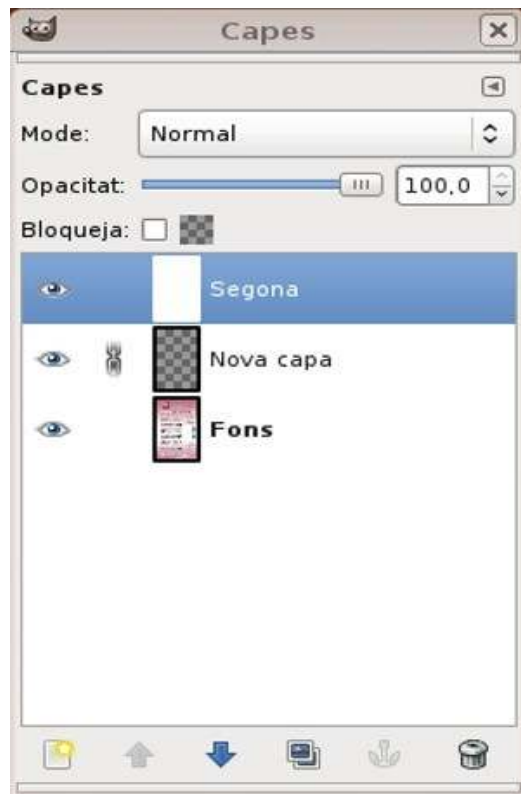 Capes
Capes
Mode: Normal
Opacitat: 100,0
Bloqueja:
Segona
Nova capa
Fons